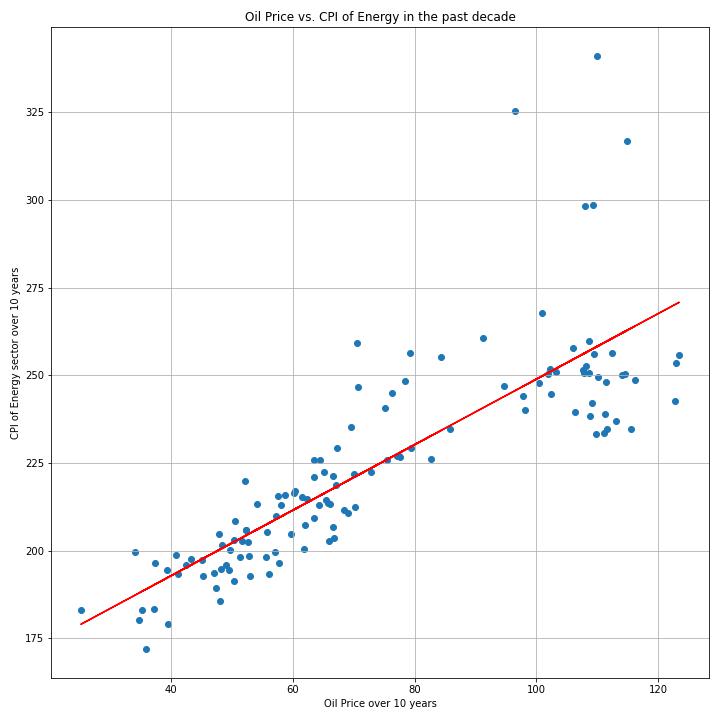 Oil Price vs. CPI of Energy in the past decade
325
300
275
250
225
200
175
CPI of Energy sector over 10 years
40 60 80 100 120
Oil Price over 10 years